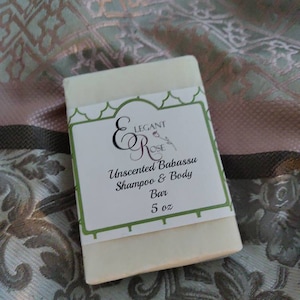 Elegant
Rose
Unscented Babassu
Shampoo & Body
Bar
5 oz